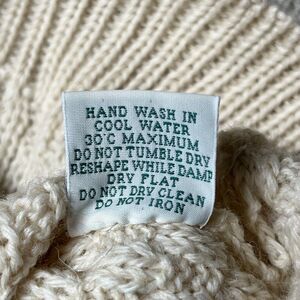 HAND WASH IN
COOL WATER
30°C MAXIMUM
DO NOT TUMBLE DRY
RESHAPE WHILE DAMP
DRY FLAT
DO NOT DRY CLEAN
DO NOT IRON